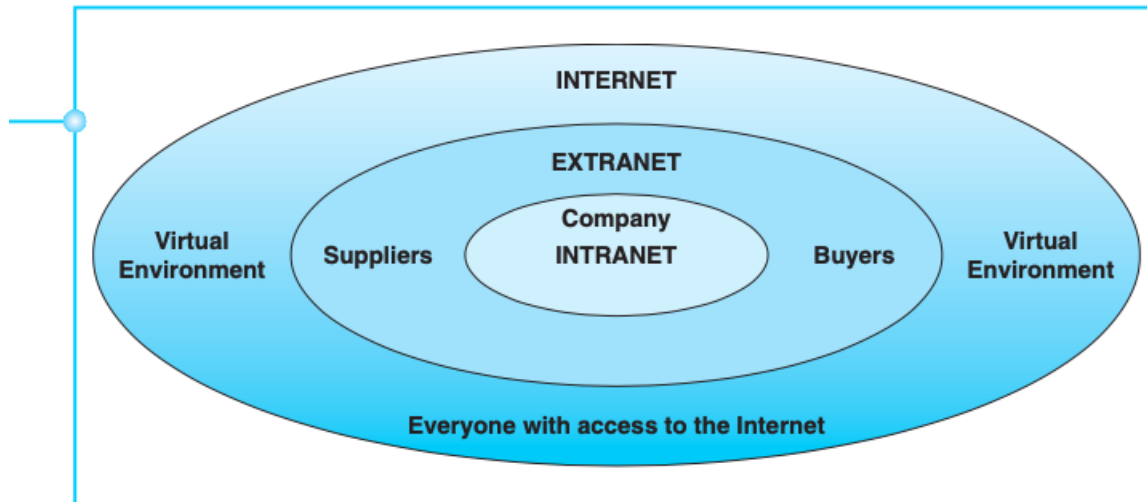 INTERNET
EXTRANET
Company
INTRANET
Virtual
Environment
Suppliers
Buyers
Virtual
Environment
Everyone with access to the Internet